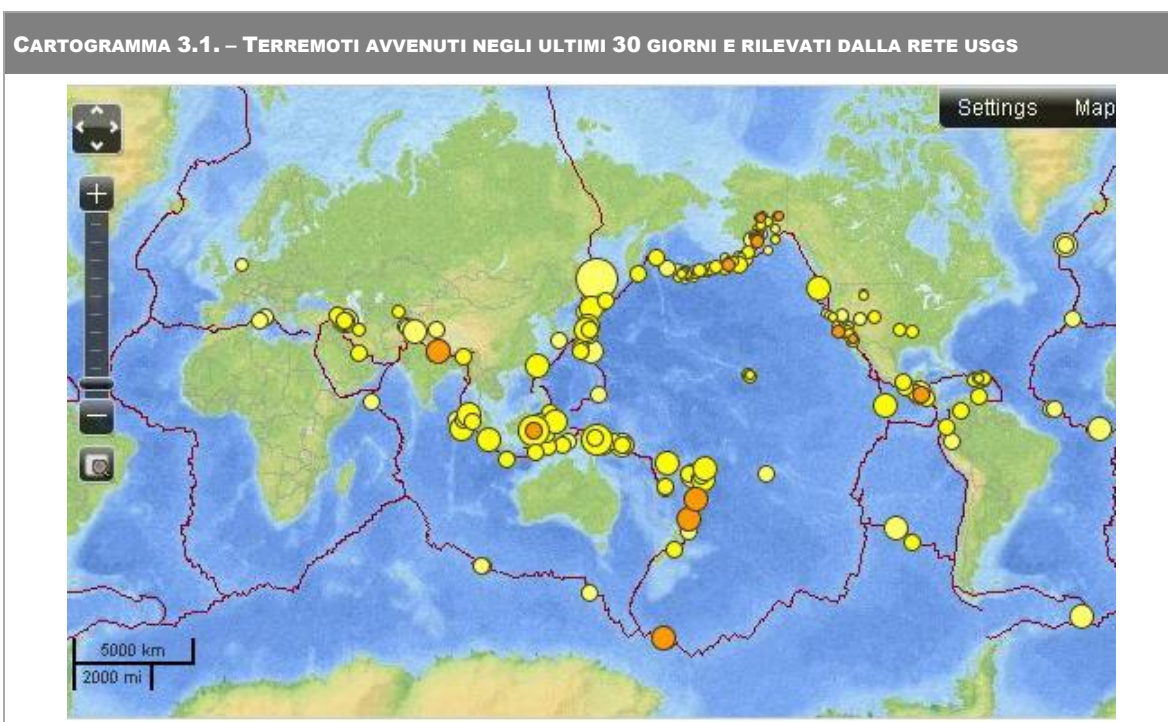 CARTOGRAMMA 3.1. – TERREMOTI AVVENUTI NEGLI ULTIMI 30 GIORNI E RILEVATI DALLA RETE USGS
Settings Map
+
−
5000 km
2000 mi